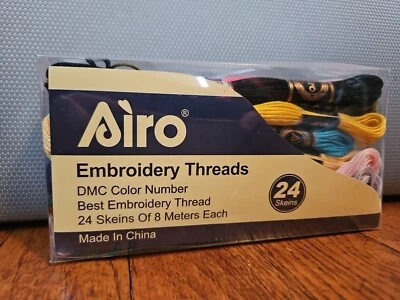 Airo®
Embroidery Threads
DMC Color Number
Best Embroidery Thread
24 Skeins Of 8 Meters Each
Made In China
24
Skeins